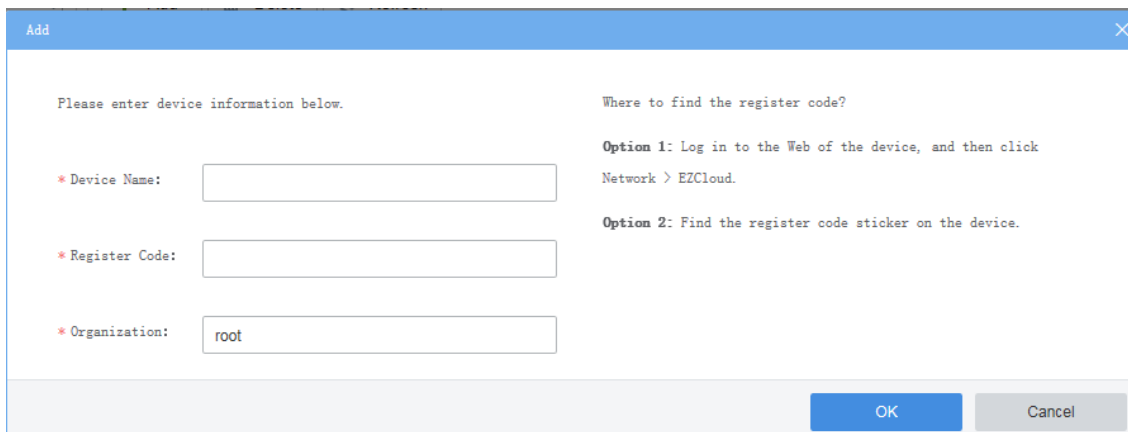 Add
Please enter device information below.
* Device Name:
* Register Code:
* Organization:
root
Where to find the register code?
Option 1: Log in to the Web of the device, and then click
Network > EZCloud.
Option 2: Find the register code sticker on the device.
OK
Cancel